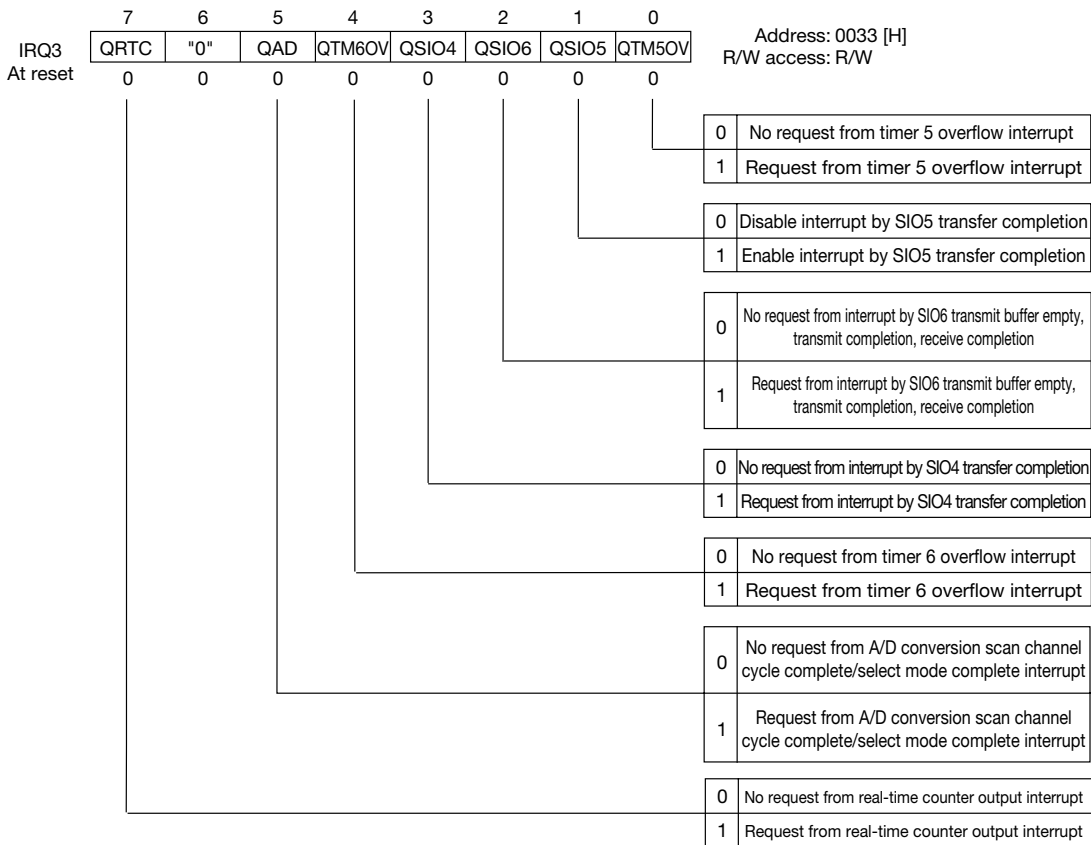 7 6 5 4 3 2 1 0
IRQ3 QRTC "0" QAD QTM6OV QSIO4 QSIO6 QSIO5 QTM5OV
At reset 0 0 0 0 0 0 0 0
Address: 0033 [H]
R/W access: R/W
0 No request from timer 5 overflow interrupt
1 Request from timer 5 overflow interrupt
0 Disable interrupt by SIO5 transfer completion
1 Enable interrupt by SIO5 transfer completion
0 No request from interrupt by SIO6 transmit buffer empty,
transmit completion, receive completion
1 Request from interrupt by SIO6 transmit buffer empty,
transmit completion, receive completion
0 No request from interrupt by SIO4 transfer completion
1 Request from interrupt by SIO4 transfer completion
0 No request from timer 6 overflow interrupt
1 Request from timer 6 overflow interrupt
0 No request from A/D conversion scan channel
cycle complete/select mode complete interrupt
1 Request from A/D conversion scan channel
cycle complete/select mode complete interrupt
0 No request from real-time counter output interrupt
1 Request from real-time counter output interrupt